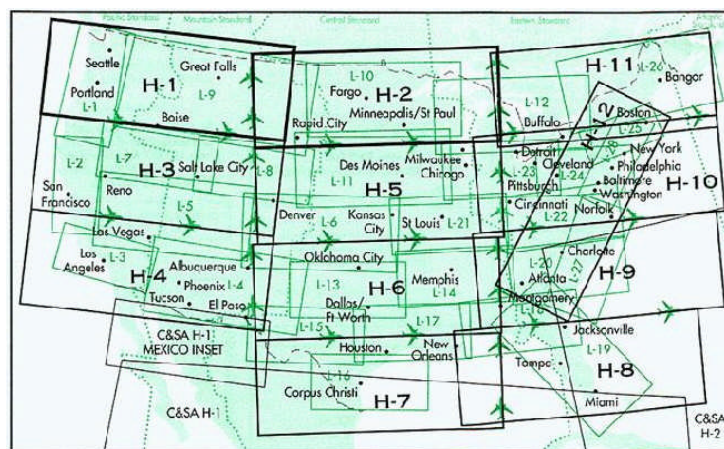 Pacific Standard
Mountain Standard
Central Standard
Eastern Standard
Atlantic
Standard
Seattle
Portland
L-1
H-1
Great Falls
L-9
Boise
L-10
Fargo
H-2
Minneapolis/St Paul
Rapid City
L-12
Buffalo
H-11
L-26
Bangor
H-12
Boston
L-25
L-28
L-2
L-7
H-3
Salt Lake City
L-8
Reno
San
Francisco
L-5
Des Moines
L-11
H-5
Milwaukee
Chicago
Denver
L-6
Kansas
City
St Louis
L-21
Detroit
L-23
Cleveland
L-24
Pittsburgh
Cincinnati
L-22
New York
Philadelphia
Baltimore
Washington
Norfolk
H-10
Las Vegas
Los
Angeles
L-3
H-4
Albuquerque
Phoenix
L-4
Tucson
El Paso
Oklahoma City
L-13
H-6
Dallas/
Ft Worth
Memphis
L-14
L-20
Atlanta
Montgomery
Charlotte
L-27
H-9
L-18
C&SA H-1
MEXICO INSET
L-15
Houston
L-17
New
Orleans
Jacksonville
L-19
Tampa
H-8
Miami
L-16
Corpus Christi
H-7
C&SA H-1
C&SA
H-2